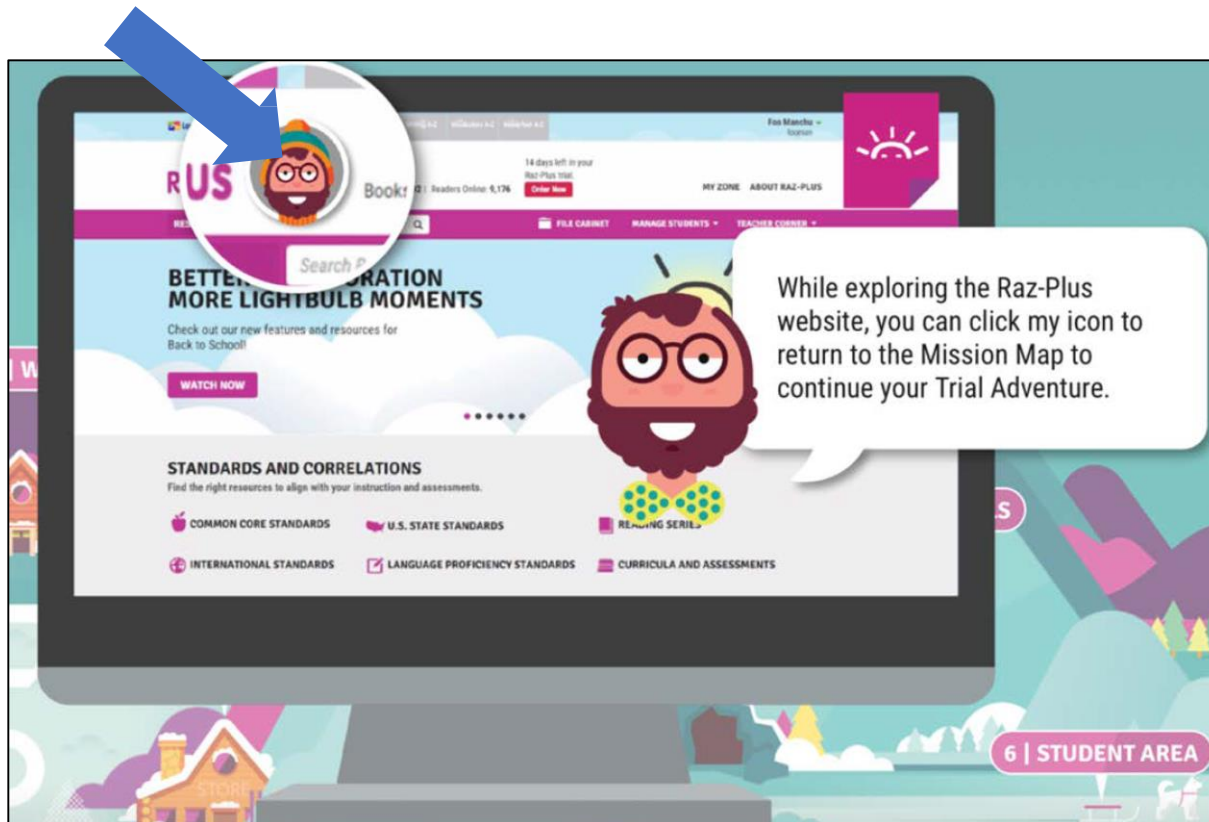 Foo Manchu
14 days left in your
Raz-Plus trial.
Order Now
R US
Books
Readers Online: 9,176
MY ZONE ABOUT RAZ-PLUS
RES
FILE CABINET MANAGE STUDENTS TEACHER CORNER
Search
BETTE ORATION
MORE LIGHTBULB MOMENTS
Check out our new features and resources for
Back to School!
WATCH NOW
While exploring the Raz-Plus
website, you can click my icon to
return to the Mission Map to
continue your Trial Adventure.
STANDARDS AND CORRELATIONS
Find the right resources to align with your instruction and assessments.
COMMON CORE STANDARDS
U.S. STATE STANDARDS
READING SERIES
INTERNATIONAL STANDARDS
LANGUAGE PROFICIENCY STANDARDS
CURRICULA AND ASSESSMENTS
W
LS
6 | STUDENT AREA
STORE